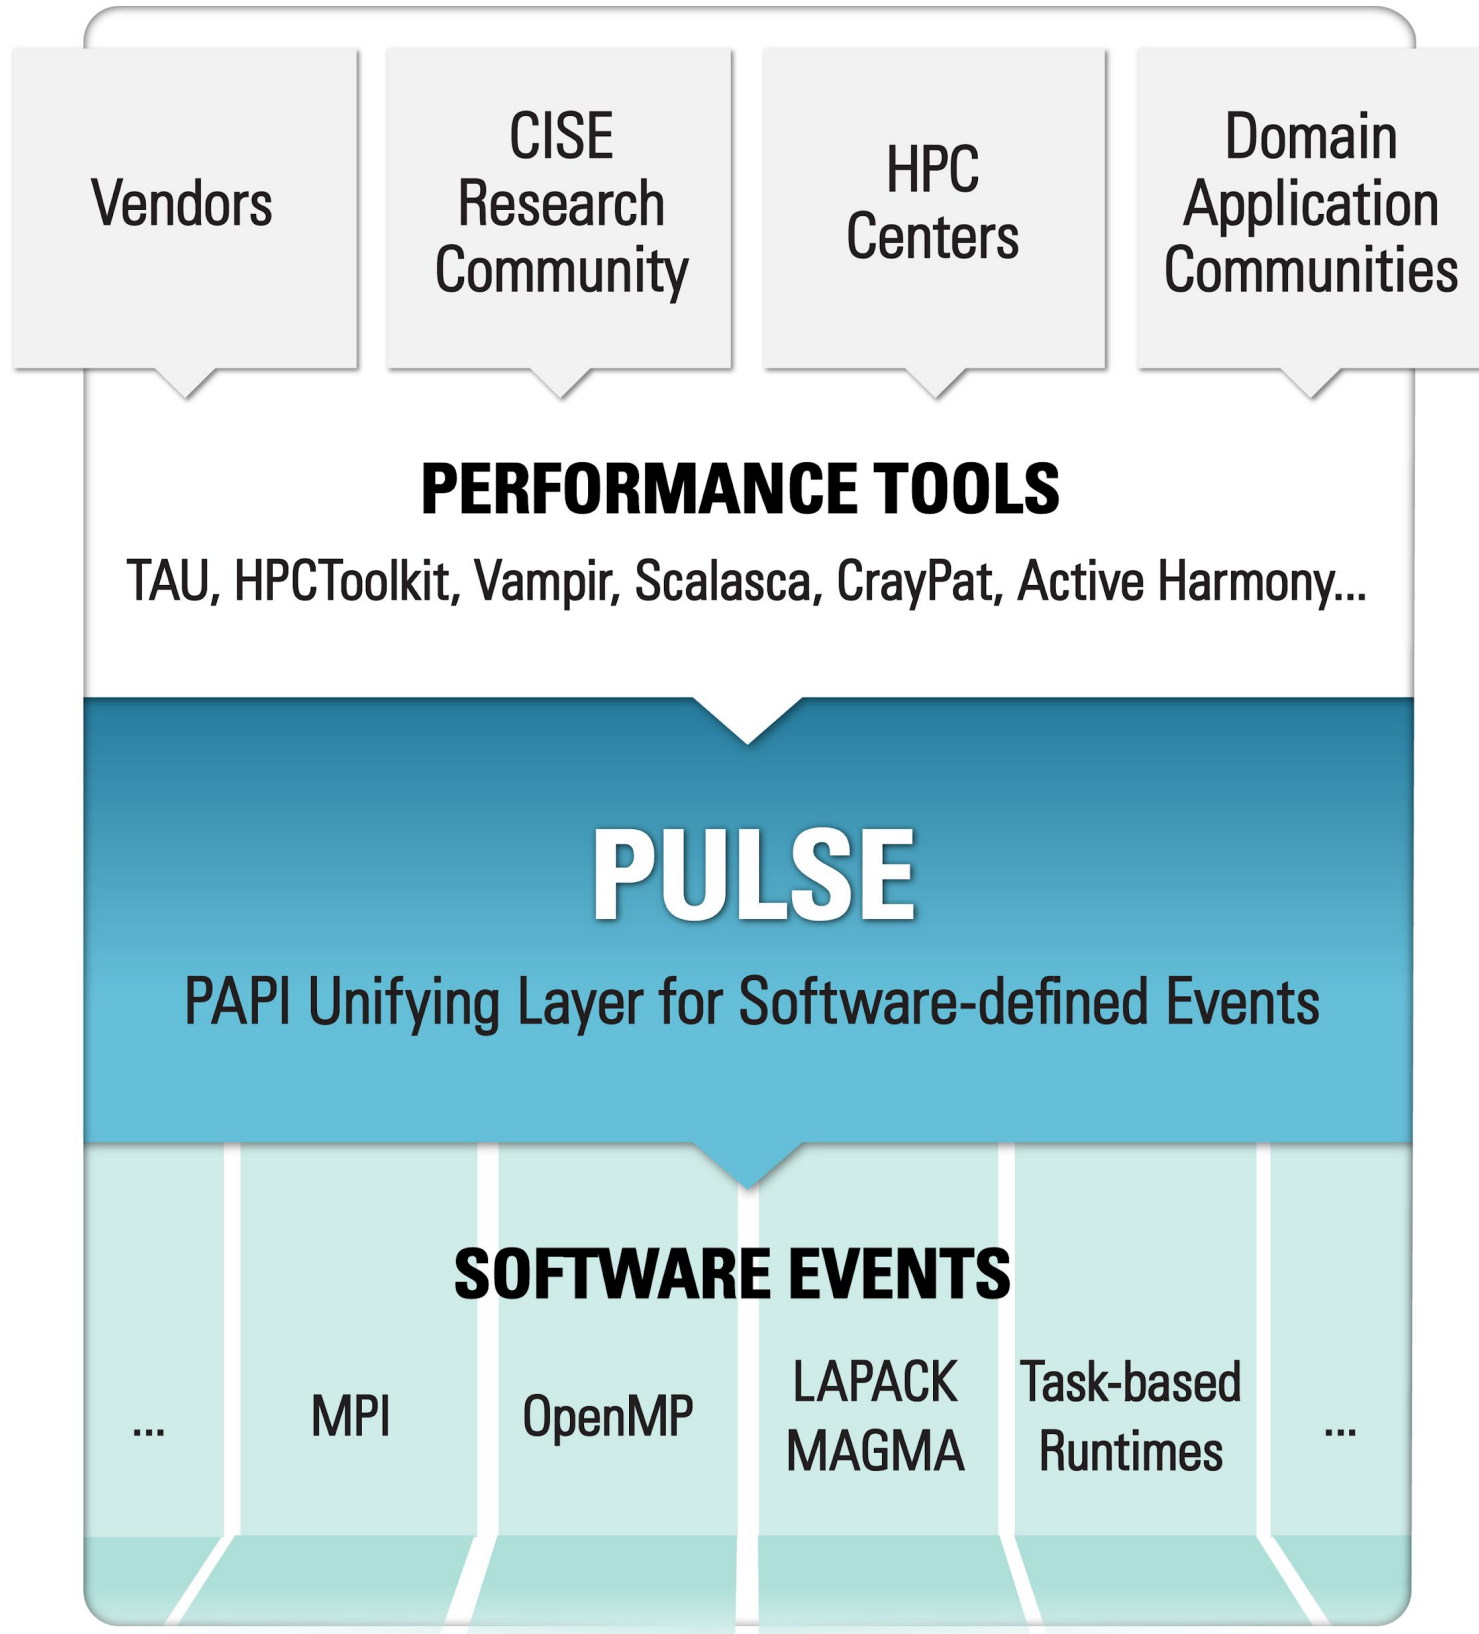 Vendors
CISE
Research
Community
HPC
Centers
Domain
Application
Communities
PERFORMANCE TOOLS
TAU, HPCToolkit, Vampir, Scalasca, CrayPat, Active Harmony...
PULSE
PAPI Unifying Layer for Software-defined Events
SOFTWARE EVENTS
...
MPI
OpenMP
LAPACK
MAGMA
Task-based
Runtimes
...